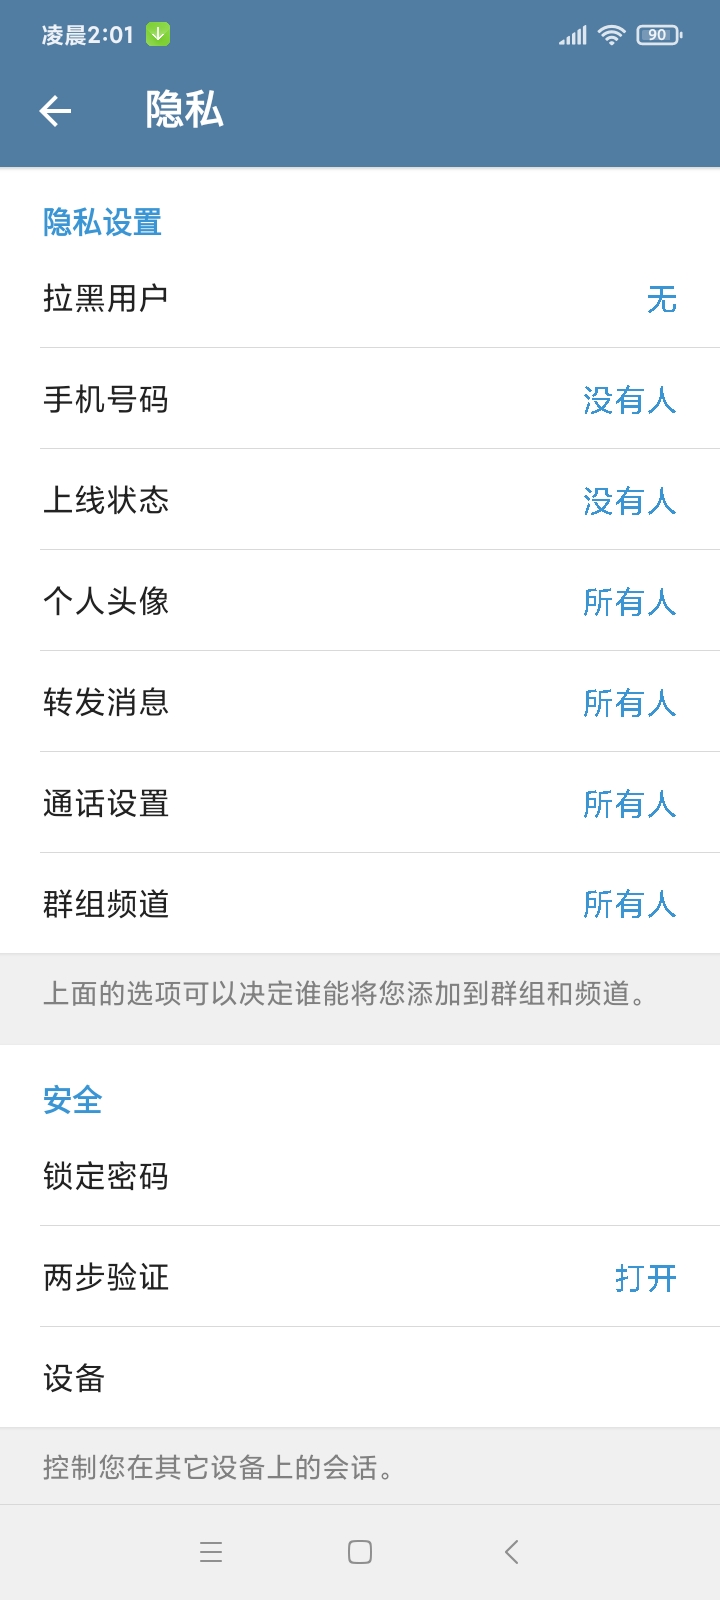 凌晨2:01
90
隐私
隐私设置
拉黑用户 无
手机号码 没有人
上线状态 没有人
个人头像 所有人
转发消息 所有人
通话设置 所有人
群组频道 所有人
上面的选项可以决定谁能将您添加到群组和频道。
安全
锁定密码
两步验证 打开
设备
控制您在其它设备上的会话。